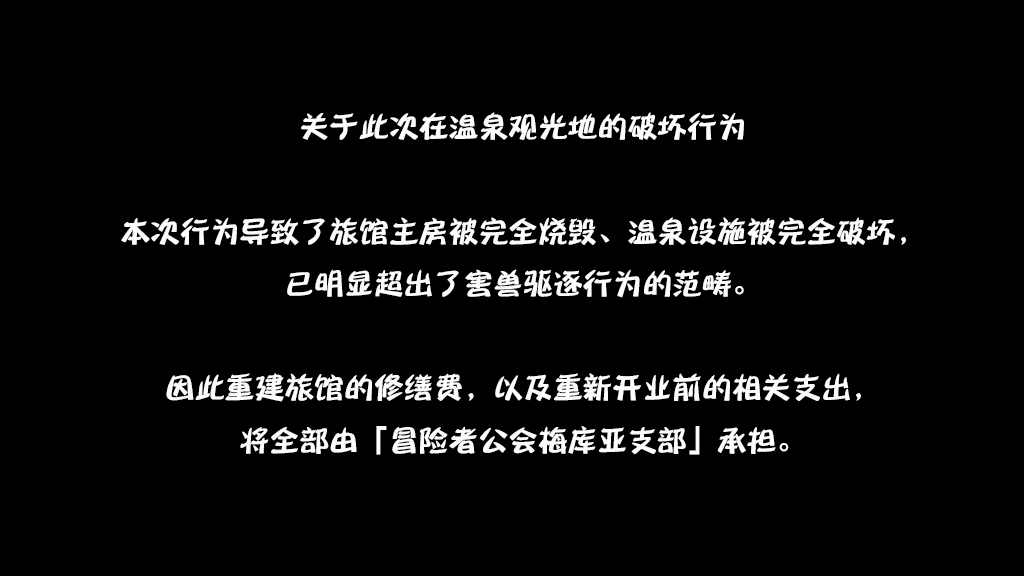 关于此次在温泉观光地的破坏行为
本次行为导致了旅馆主房被完全烧毁、温泉设施被完全破坏，
已明显超出了害兽驱逐行为的范畴。
因此重建旅馆的修缮费，以及重新开业前的相关支出，
将全部由「冒险者公会梅库亚支部」承担。